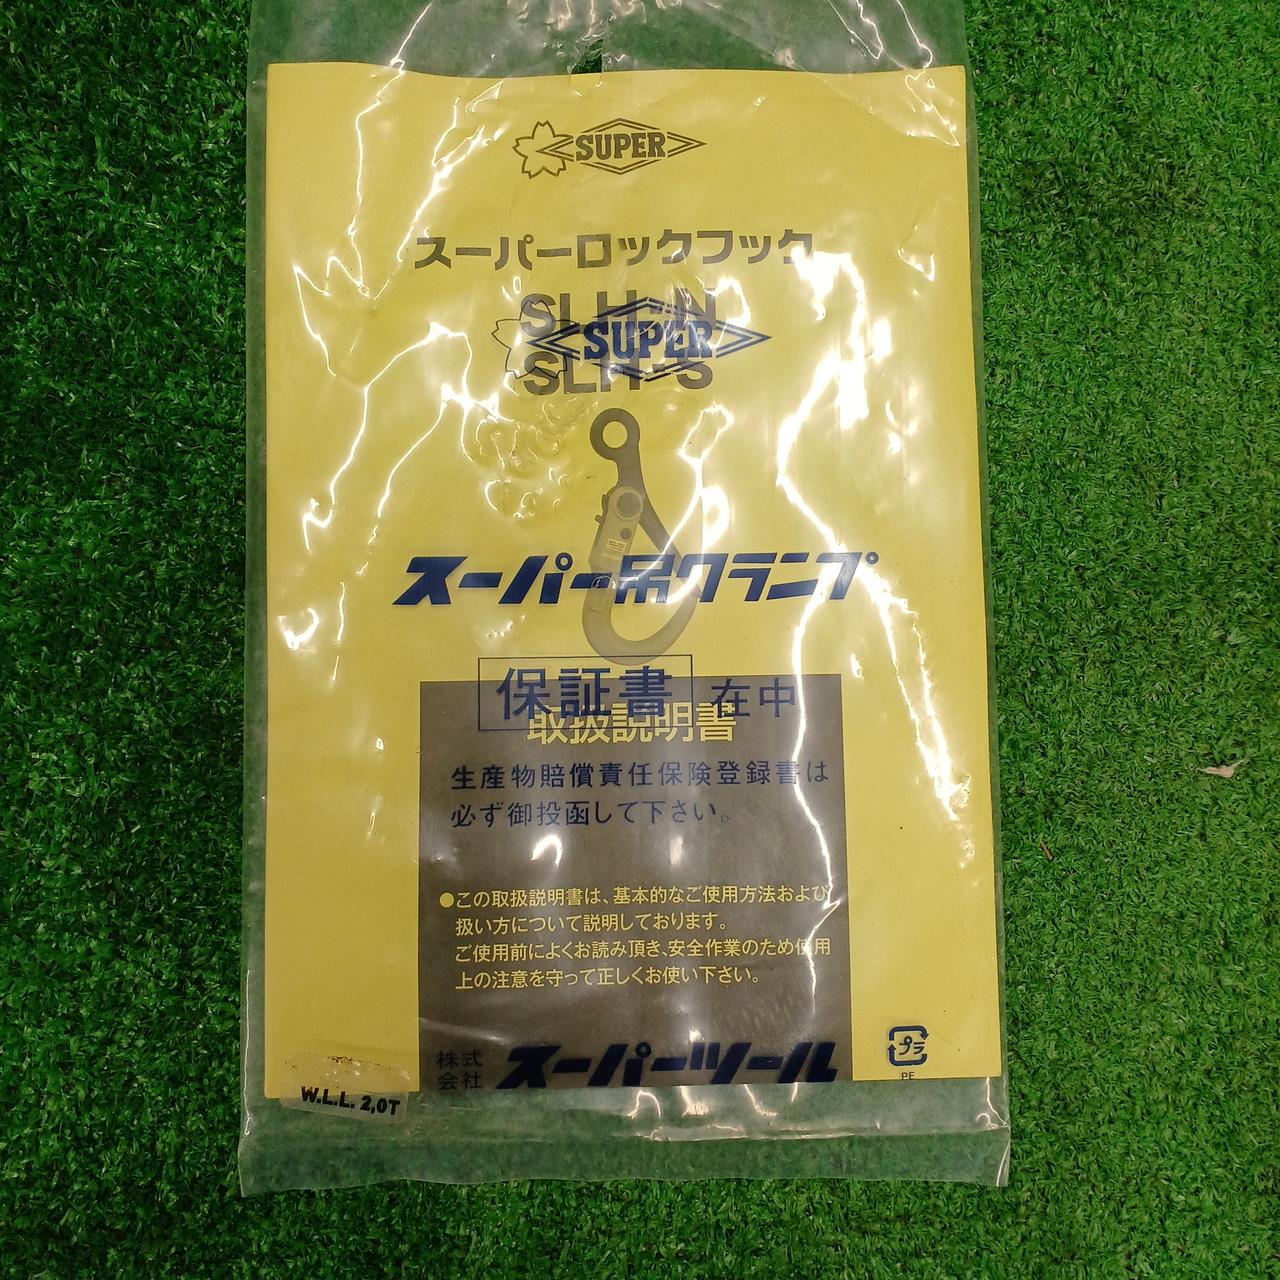 SUPER
スーパーロックフック
SLH-N
SUPER
SLH-S
スーパー吊クランプ
保証書 在中
取扱説明書
生産物賠償責任保険登録書は
必ず御投函して下さい。
●この取扱説明書は、基本的なご使用方法および
扱い方について説明しております。
ご使用前によくお読み頂き、安全作業のため使用
上の注意を守って正しくお使い下さい。
株式会社 スーパーツール
プラ
PE
W.L.L. 2,0T